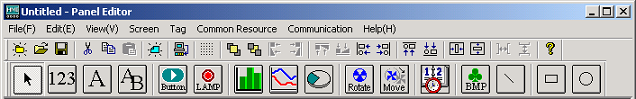 Untitled - Panel Editor
File(F) Edit(E) View(V) Screen Tag Common Resource Communication Help(H)
123 A AB Button LAMP Rotate Move BMP